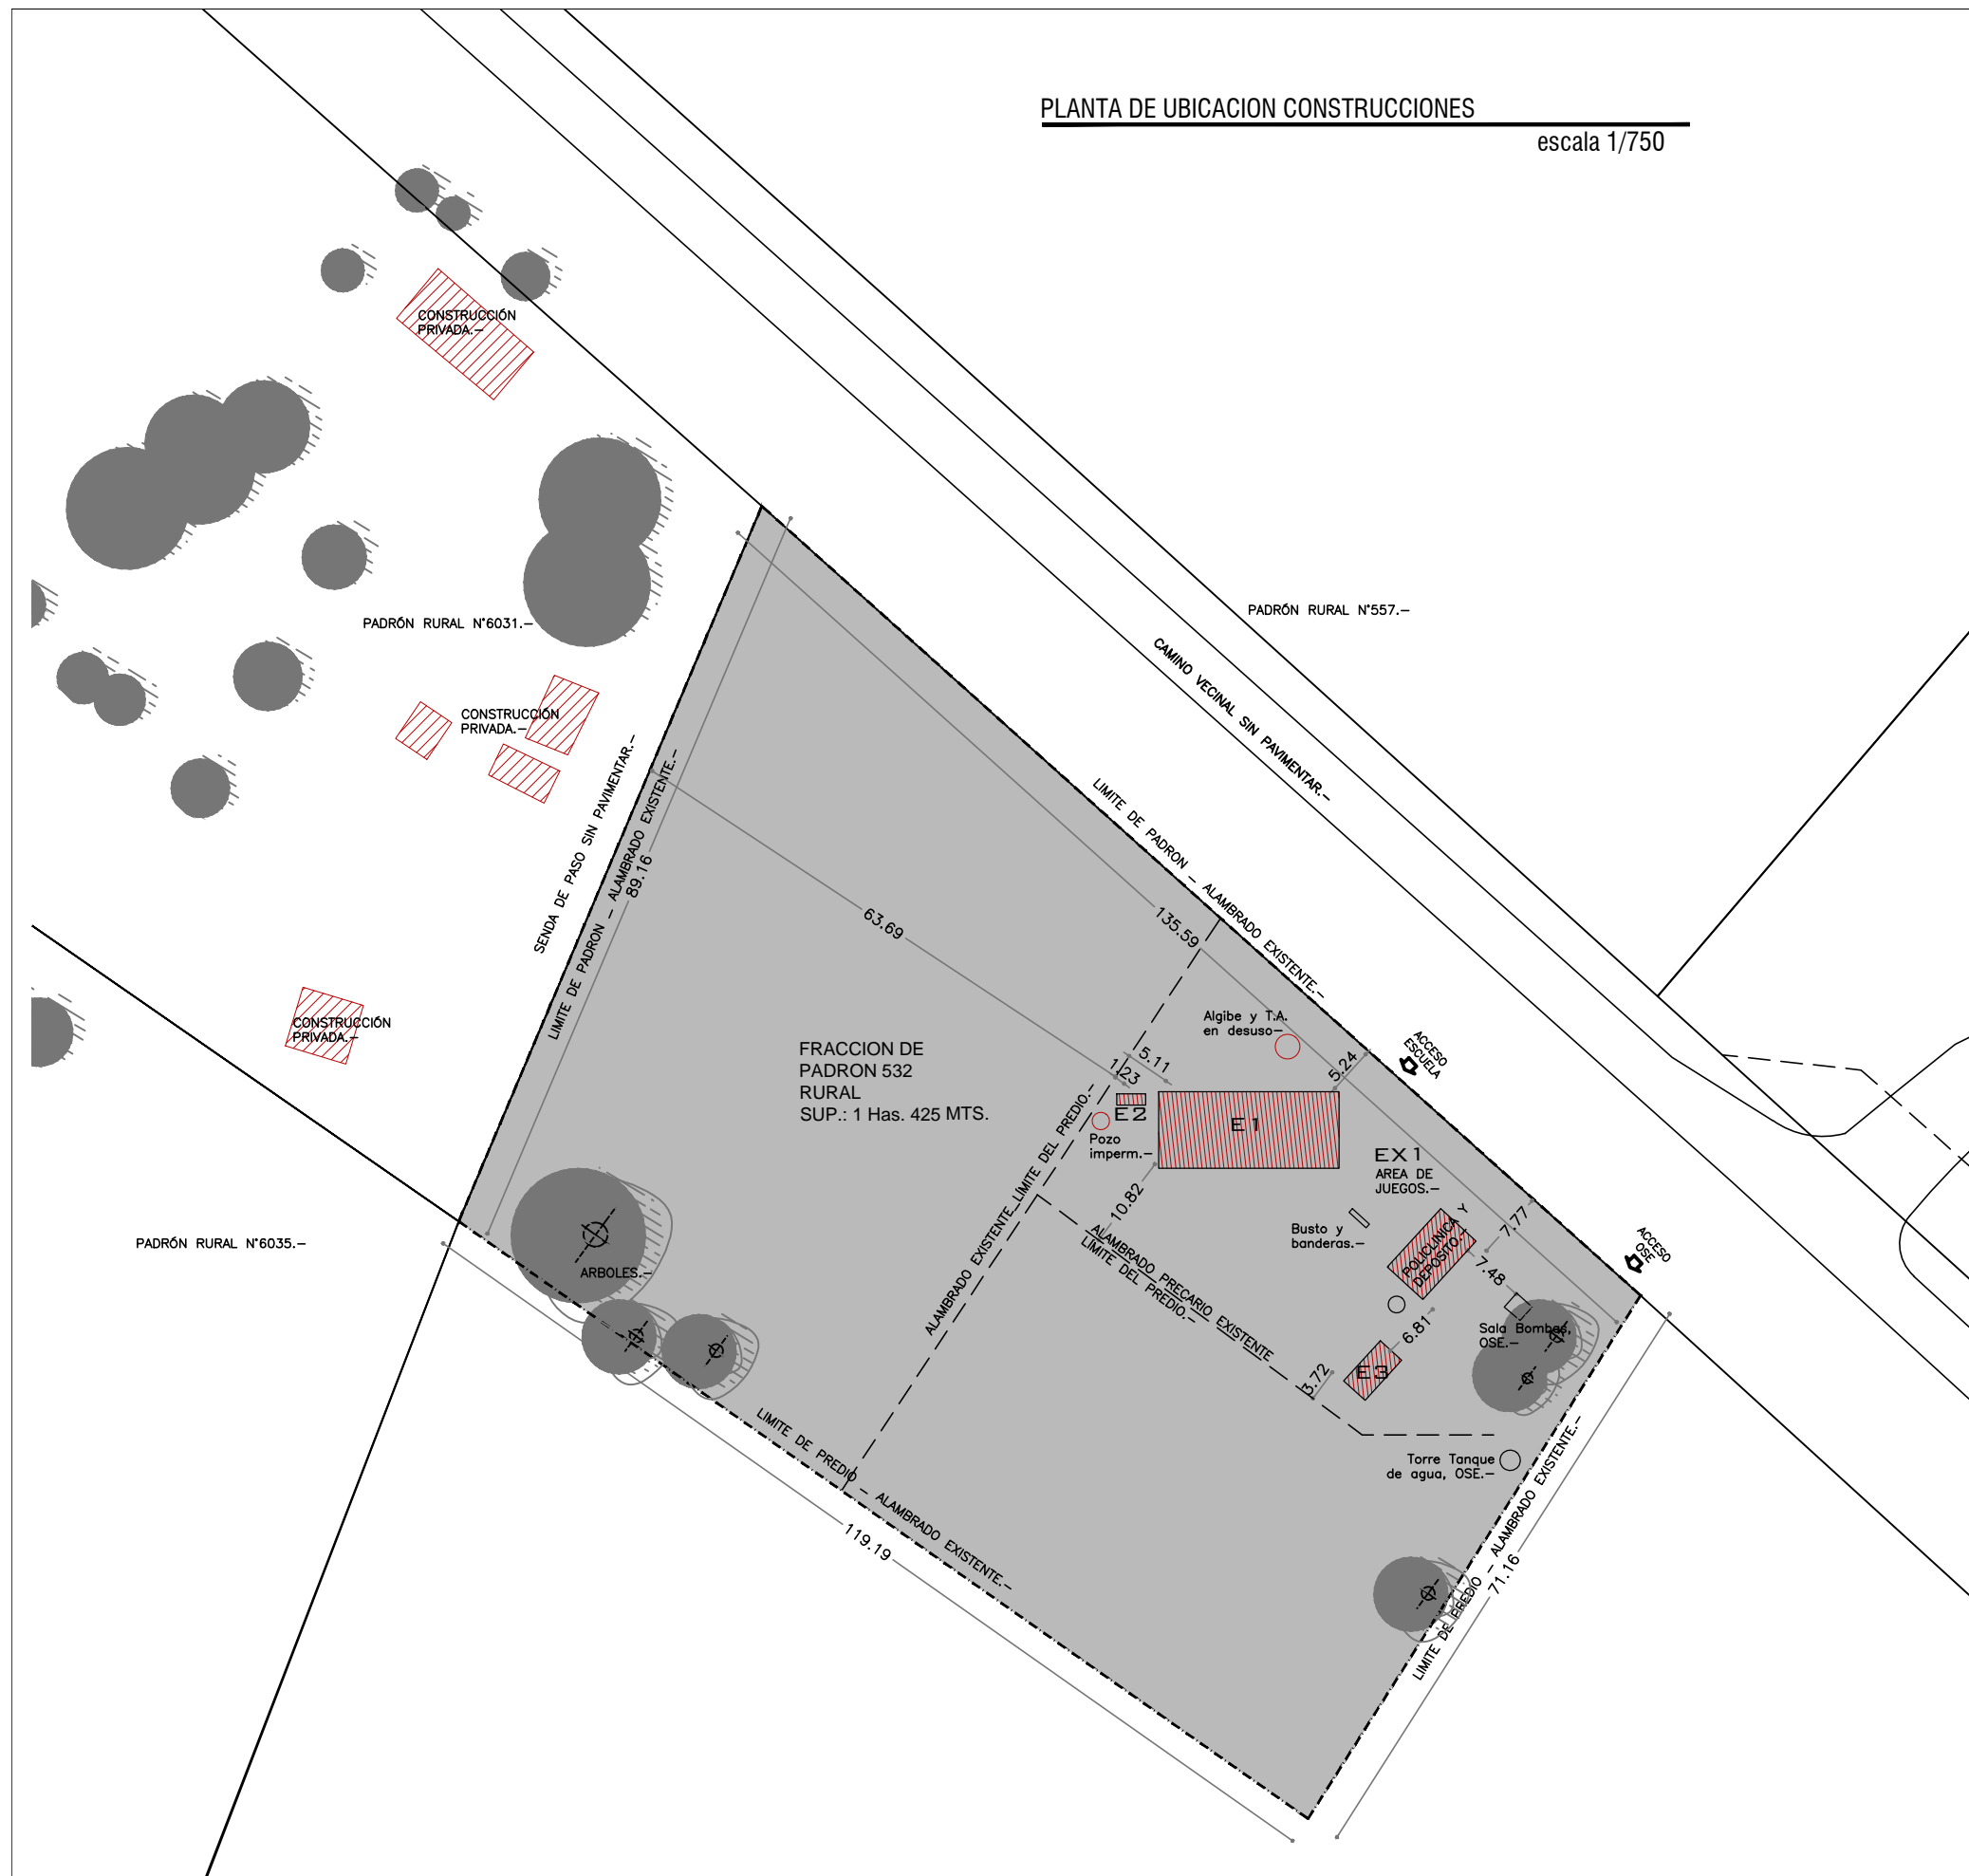 PLANTA DE UBICACION CONSTRUCCIONES
escala 1/750
CONSTRUCCIÓN
PRIVADA.-
PADRÓN RURAL N°6031.-
PADRÓN RURAL N°557.-
CAMINO VECINAL SIN PAVIMENTAR.-
CONSTRUCCIÓN
PRIVADA.-
SENDA DE PASO SIN PAVIMENTAR.-
LIMITE DE PADRON - ALAMBRADO EXISTENTE.-
89.16
63.69
135.59
LIMITE DE PADRON - ALAMBRADO EXISTENTE.-
CONSTRUCCIÓN
PRIVADA.-
FRACCION DE
PADRON 532
RURAL
SUP.: 1 Has. 425 MTS.
Algibe y T.A.
en desuso-
5.11
1.23
5.24
ACCESO
ESCUELA
E2
E1
Pozo
imperm.-
EX1
AREA DE
JUEGOS.-
10.82
Busto y
banderas.-
POLICLINICA Y
DEPOSITO.-
7.77
7.48
ACCESO
OSE
PADRÓN RURAL N°6035.-
ARBOLES.-
ALAMBRADO EXISTENTE_LÍMITE DEL PREDIO.-
ALAMBRADO PRECARIO EXISTENTE
LÍMITE DEL PREDIO.-
6.81
Sala Bombas,
OSE.-
E3
3.72
Torre Tanque
de agua, OSE.-
LIMITE DE PREDIO - ALAMBRADO EXISTENTE.-
119.19
LIMITE DE PREDIO - ALAMBRADO EXISTENTE.-
71.16